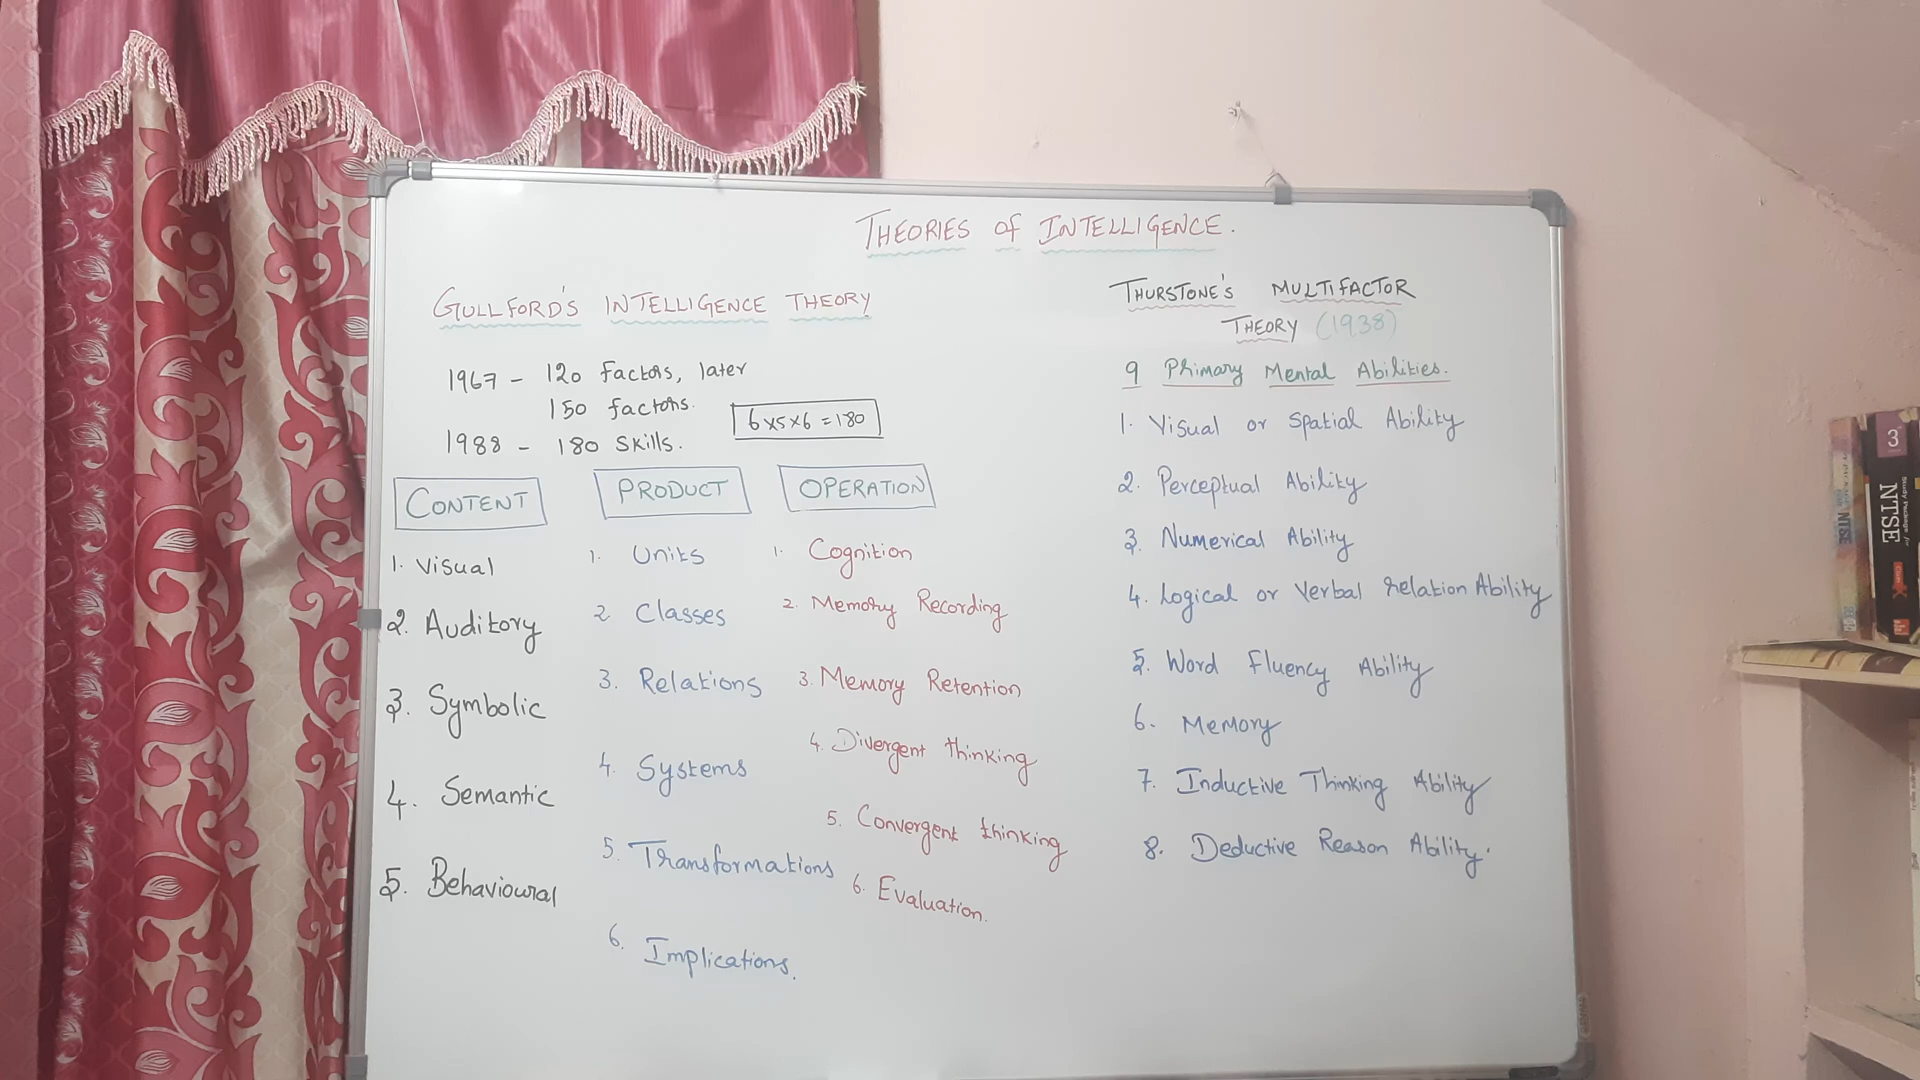 THEORIES OF INTELLIGENCE.
GULLFORD'S INTELLIGENCE THEORY
1967 - 120 factors, later
150 factors.
1988 - 180 Skills.
6x5x6=180
CONTENT
1. Visual
2. Auditory
3. Symbolic
4. Semantic
5. Behavioural
PRODUCT
1. Units
2. Classes
3. Relations
4. Systems
5. Transformations
6. Implications.
OPERATION
1. Cognition
2. Memory Recording
3. Memory Retention
4. Divergent thinking
5. Convergent thinking
6. Evaluation.
THURSTONE'S MULTIFACTOR
THEORY (1938)
9 Primary Mental Abilities.
1. Visual or Spatial Ability
2. Perceptual Ability
3. Numerical Ability
4. Logical or Verbal relation Ability
5. Word Fluency Ability
6. Memory
7. Inductive Thinking Ability
8. Deductive Reason Ability.
3
Study Package for
NTSE
NTSE